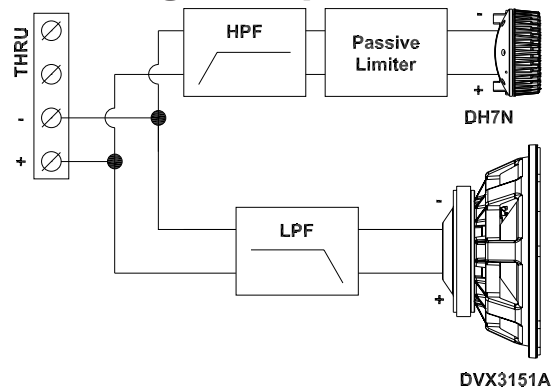 HPF
Passive
Limiter
-
+
DH7N
THRU
-
+
LPF
-
+
DVX3151A